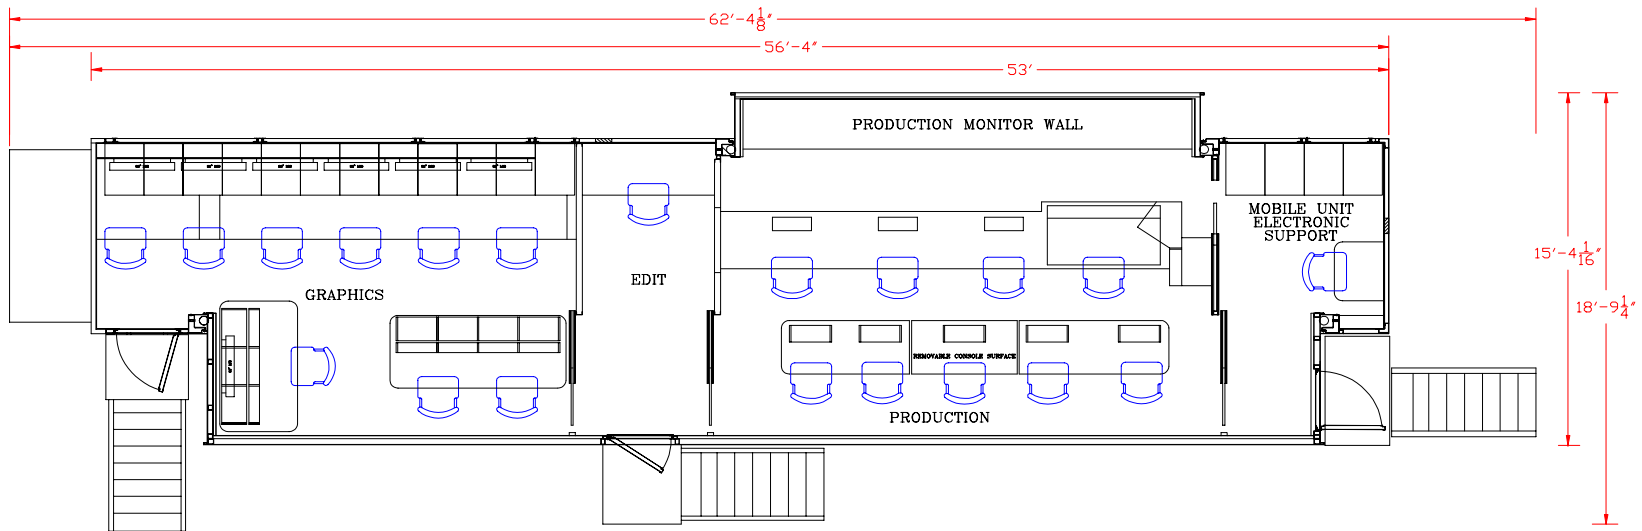 62'-4 1/8"
56'-4"
53'
PRODUCTION MONITOR WALL
MOBILE UNIT
ELECTRONIC
SUPPORT
15'-4 1/16"
EDIT
GRAPHICS
18'-9 1/4"
REMOVABLE CONSOLE SURFACE
PRODUCTION